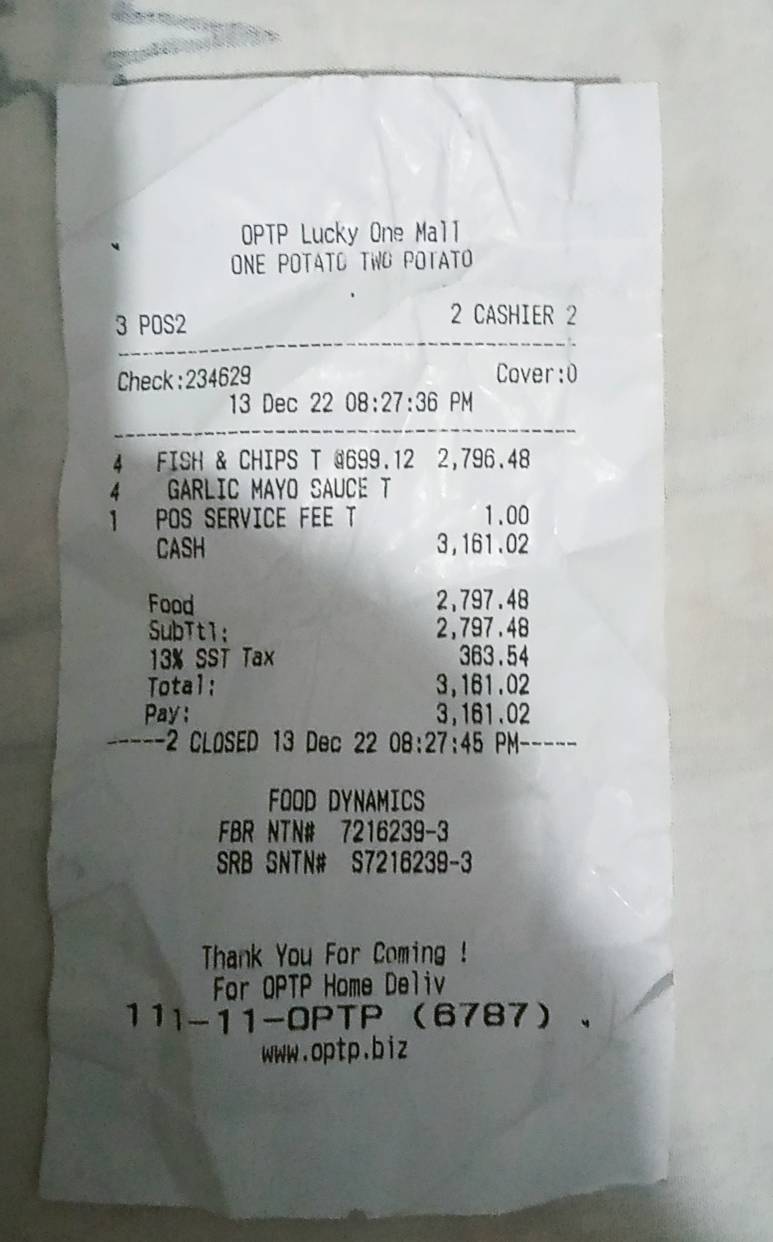 OPTP Lucky One Mall
ONE POTATO TWO POTATO
3 POS2 2 CASHIER 2
Check:234629 Cover:0
13 Dec 22 08:27:36 PM
4 FISH & CHIPS T @699.12 2,796.48
4 GARLIC MAYO SAUCE T
1 POS SERVICE FEE T 1.00
CASH 3,161.02
Food 2,797.48
SubTtl: 2,797.48
13% SST Tax 363.54
Total: 3,161.02
Pay: 3,161.02
-----2 CLOSED 13 Dec 22 08:27:45 PM-----
FOOD DYNAMICS
FBR NTN# 7216239-3
SRB SNTN# S7216239-3
Thank You For Coming !
For OPTP Home Deliv
111-11-OPTP (6787)
www.optp.biz